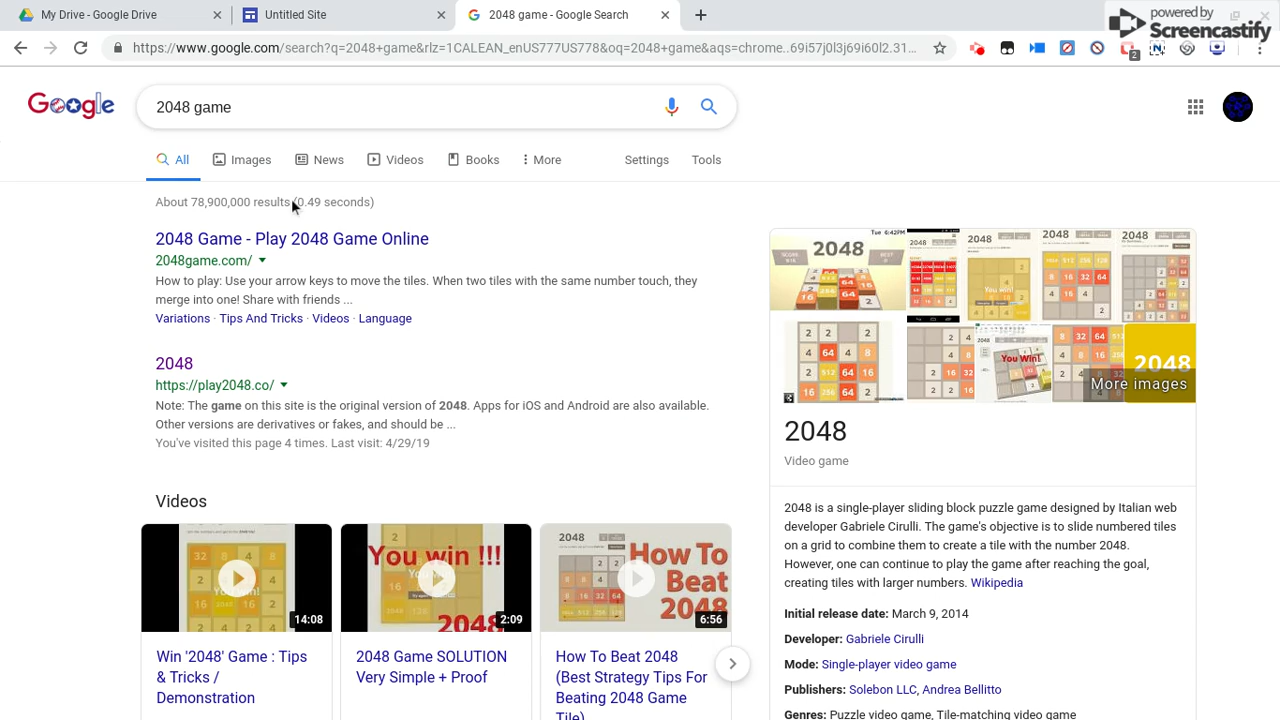 My Drive - Google Drive
Untitled Site
2048 game - Google Search
powered by
Screencastify
https://www.google.com/search?q=2048+game&rlz=1CALEAN_enUS777US778&oq=2048+game&aqs=chrome..69i57j0l3j69i60l2.31...
2
Google
2048 game
All
Images
News
Videos
Books
More
Settings
Tools
About 78,900,000 results (0.49 seconds)
2048 Game - Play 2048 Game Online
2048game.com/
How to play: Use your arrow keys to move the tiles. When two tiles with the same number touch, they
merge into one! Share with friends ...
Variations · Tips And Tricks · Videos · Language
2048
https://play2048.co/
Note: The game on this site is the original version of 2048. Apps for iOS and Android are also available.
Other versions are derivatives or fakes, and should be ...
You've visited this page 4 times. Last visit: 4/29/19
Videos
14:08
Win '2048' Game : Tips
& Tricks /
Demonstration
You win !!!
2048
2:09
2048 Game SOLUTION
Very Simple + Proof
2048
How To
Beat
2048
6:56
How To Beat 2048
(Best Strategy Tips For
Beating 2048 Game
Tile)
Tue 6:42PM
2048
You Win!
2048
More images
2048
Video game
2048 is a single-player sliding block puzzle game designed by Italian web
developer Gabriele Cirulli. The game's objective is to slide numbered tiles
on a grid to combine them to create a tile with the number 2048.
However, one can continue to play the game after reaching the goal,
creating tiles with larger numbers. Wikipedia
Initial release date: March 9, 2014
Developer: Gabriele Cirulli
Mode: Single-player video game
Publishers: Solebon LLC, Andrea Bellitto
Genres: Puzzle video game, Tile-matching video game